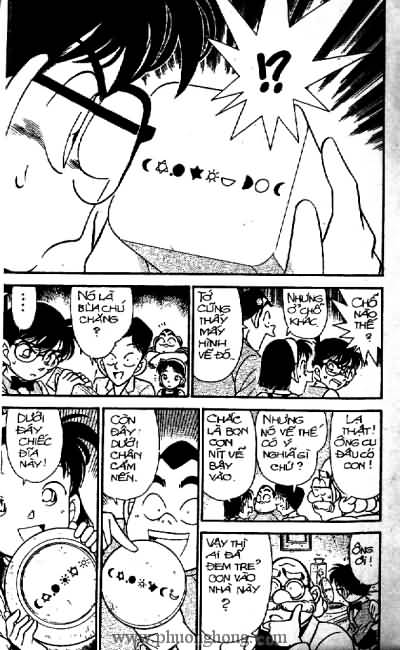 !?
...
NÓ LÀ
BÙA CHÚ
CHĂNG
?
TỚ
CŨNG
THẤY
MẤY
HÌNH
VẼ ĐÓ...
NHƯNG
Ở CHỖ
KHÁC
CHỖ
NÀO
THẾ
?
DƯỚI
ĐÁY
CHIẾC
ĐĨA
NÀY!
CÒN
ĐÂY
DƯỚI
CHÂN
CẮM
NẾN.
CHẮC
LÀ BỌN
CON
NÍT VẼ
BẬY
VÀO.
NHƯNG
NÓ VẼ THẾ
CÓ Ý
NGHĨA GÌ
CHỨ?
LẠ
THẬT!
ÔNG CỤ
ĐÂU CÓ
CON!
VẬY THÌ
AI ĐÃ
ĐEM TRẺ
CON VÀO
NHÀ NÀY
?
ÔNG
ƠI!
www.phuonghong.com